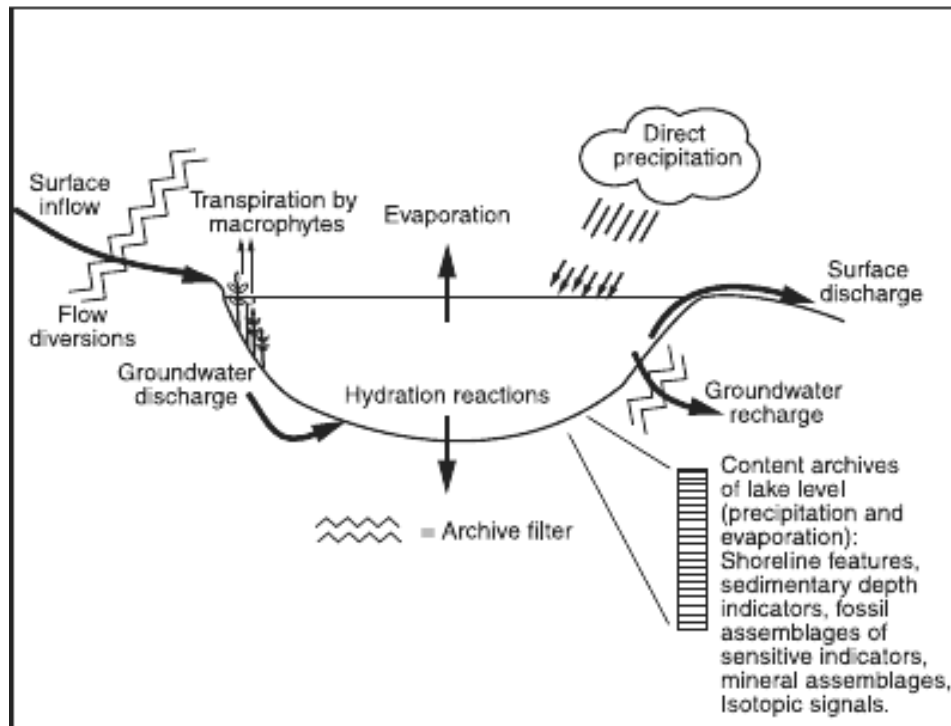 Direct
precipitation
Surface
inflow
Transpiration by
macrophytes
Evaporation
Surface
discharge
Flow
diversions
Groundwater
discharge
Hydration reactions
Groundwater
recharge
= Archive filter
Content archives
of lake level
(precipitation and
evaporation):
Shoreline features,
sedimentary depth
indicators, fossil
assemblages of
sensitive indicators,
mineral assemblages,
Isotopic signals.